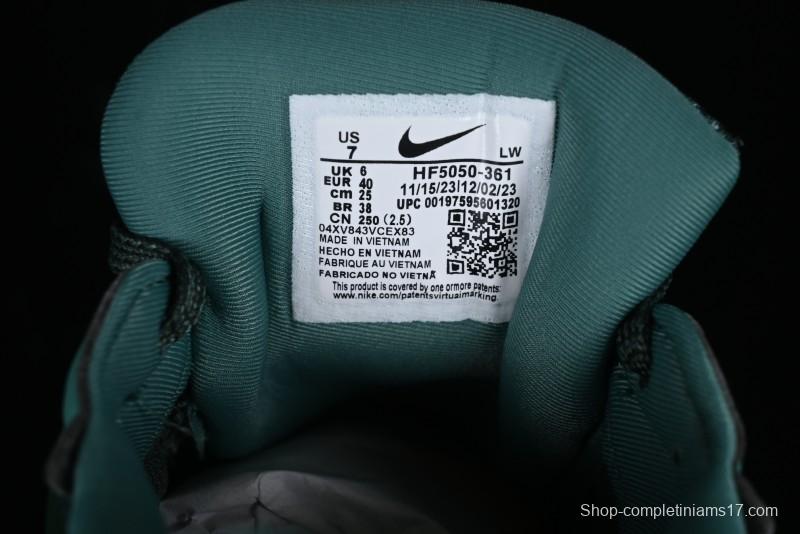 US
7
LW
UK 6
EUR 40
cm 25
BR 38
CN 250 (2.5)
HF5050-361
11/15/23|12/02/23
UPC 00197595601320
04XV843VCEX83
MADE IN VIETNAM
HECHO EN VIETNAM
FABRIQUE AU VIETNAM
FABRICADO NO VIETNÃ
This product is covered by one ormore patents:
www.nike.com/patentsvirtuaimarking.
Shop-completiniams17.com